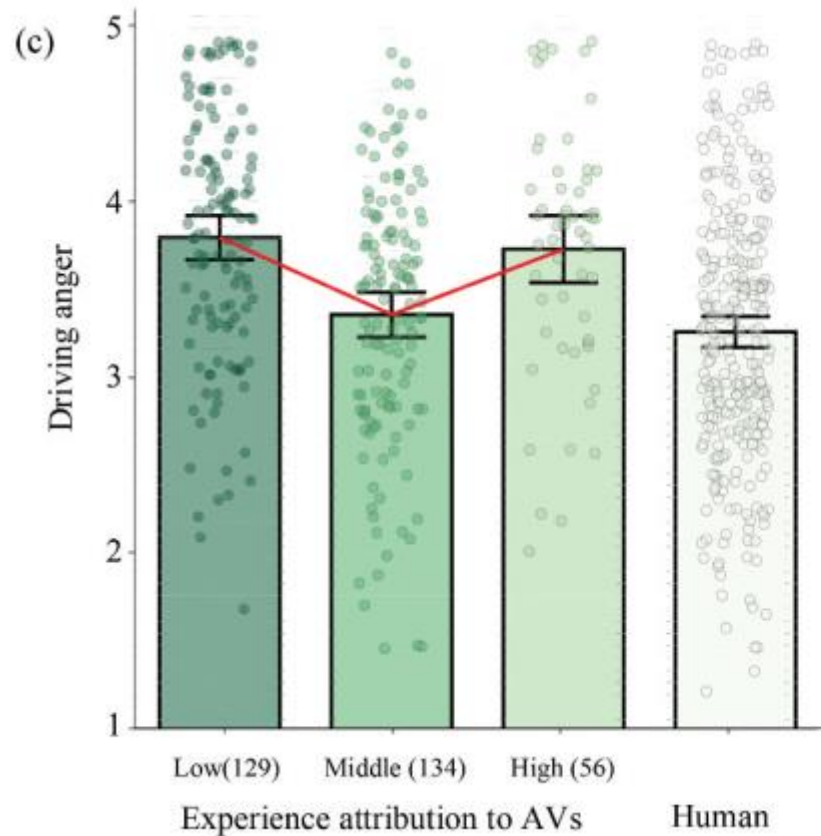 (c)
Driving anger
5
4
3
2
1
Low(129) Middle (134) High (56)
Experience attribution to AVs Human